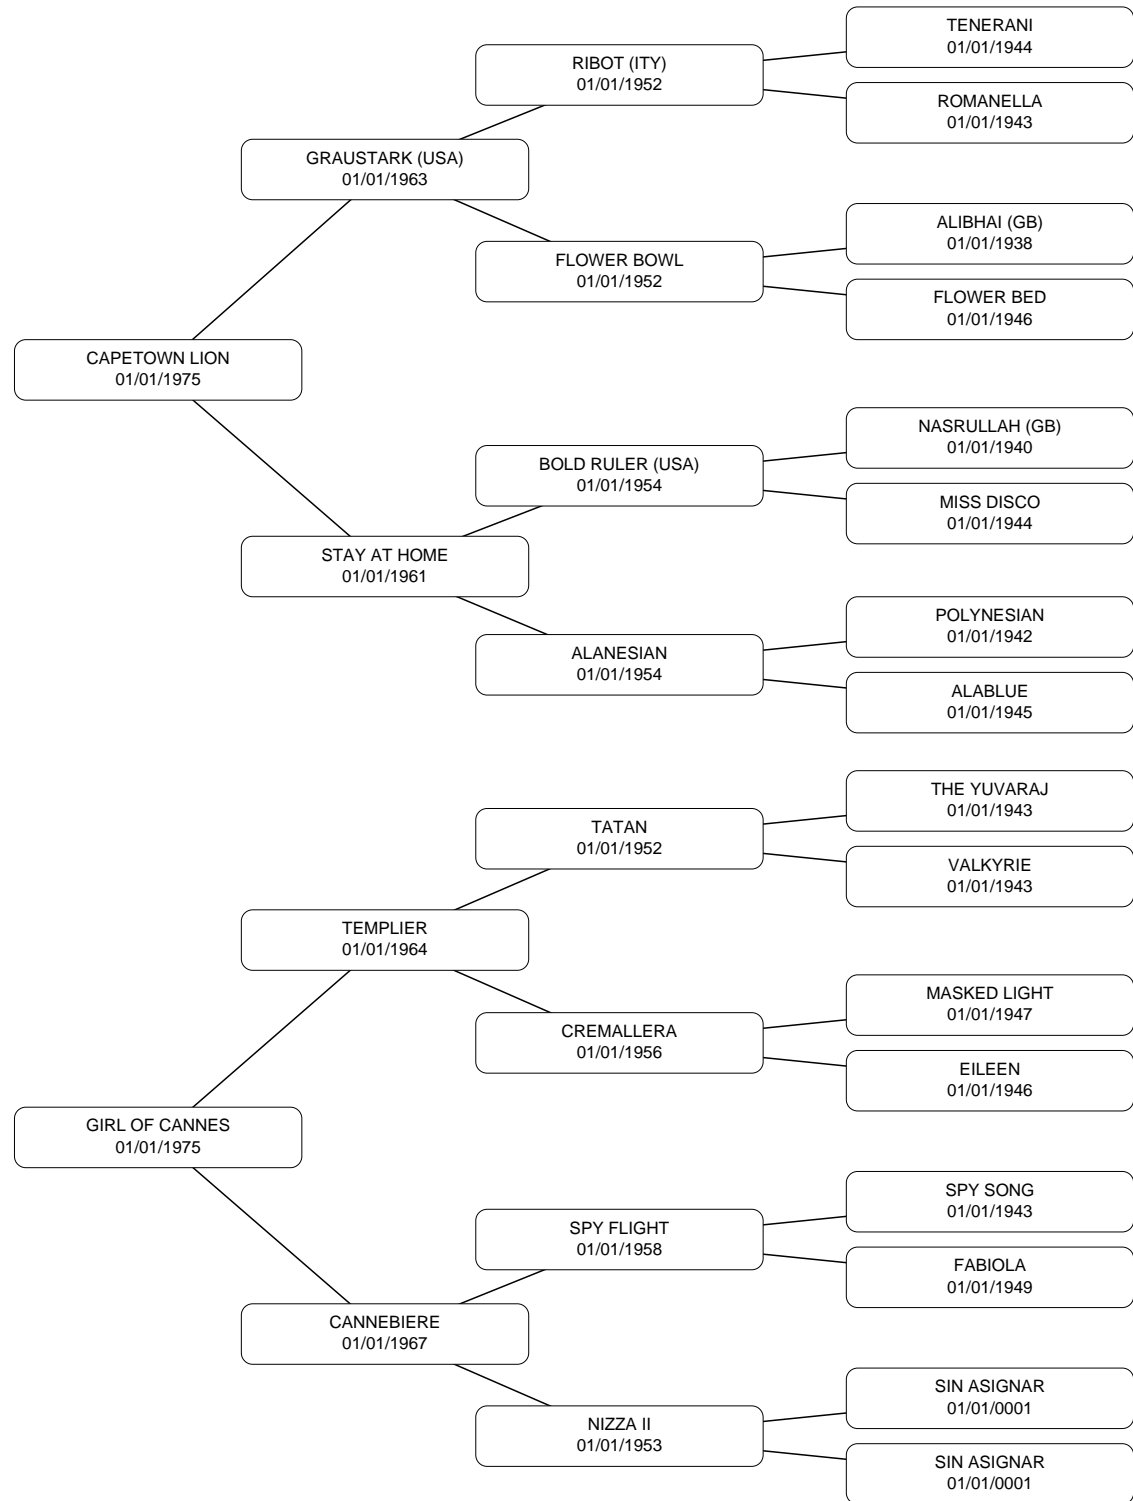 TENERANI
01/01/1944
RIBOT (ITY)
01/01/1952
ROMANELLA
01/01/1943
GRAUSTARK (USA)
01/01/1963
ALIBHAI (GB)
01/01/1938
FLOWER BOWL
01/01/1952
FLOWER BED
01/01/1946
CAPETOWN LION
01/01/1975
NASRULLAH (GB)
01/01/1940
BOLD RULER (USA)
01/01/1954
MISS DISCO
01/01/1944
STAY AT HOME
01/01/1961
POLYNESIAN
01/01/1942
ALANESIAN
01/01/1954
ALABLUE
01/01/1945
THE YUVARAJ
01/01/1943
TATAN
01/01/1952
VALKYRIE
01/01/1943
TEMPLIER
01/01/1964
MASKED LIGHT
01/01/1947
CREMALLERA
01/01/1956
EILEEN
01/01/1946
GIRL OF CANNES
01/01/1975
SPY SONG
01/01/1943
SPY FLIGHT
01/01/1958
FABIOLA
01/01/1949
CANNEBIERE
01/01/1967
SIN ASIGNAR
01/01/0001
NIZZA II
01/01/1953
SIN ASIGNAR
01/01/0001